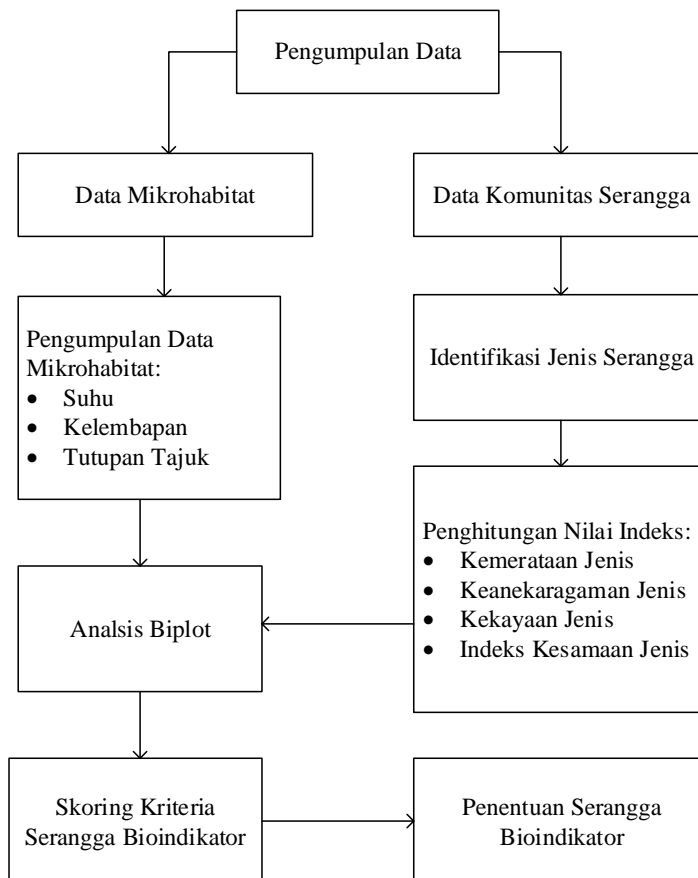 Pengumpulan Data
Data Mikrohabitat
Data Komunitas Serangga
Pengumpulan Data
Mikrohabitat:
• Suhu
• Kelembapan
• Tutupan Tajuk
Identifikasi Jenis Serangga
Penghitungan Nilai Indeks:
• Kemerataan Jenis
• Keanekaragaman Jenis
• Kekayaan Jenis
• Indeks Kesamaan Jenis
Analsis Biplot
Skoring Kriteria
Serangga Bioindikator
Penentuan Serangga
Bioindikator